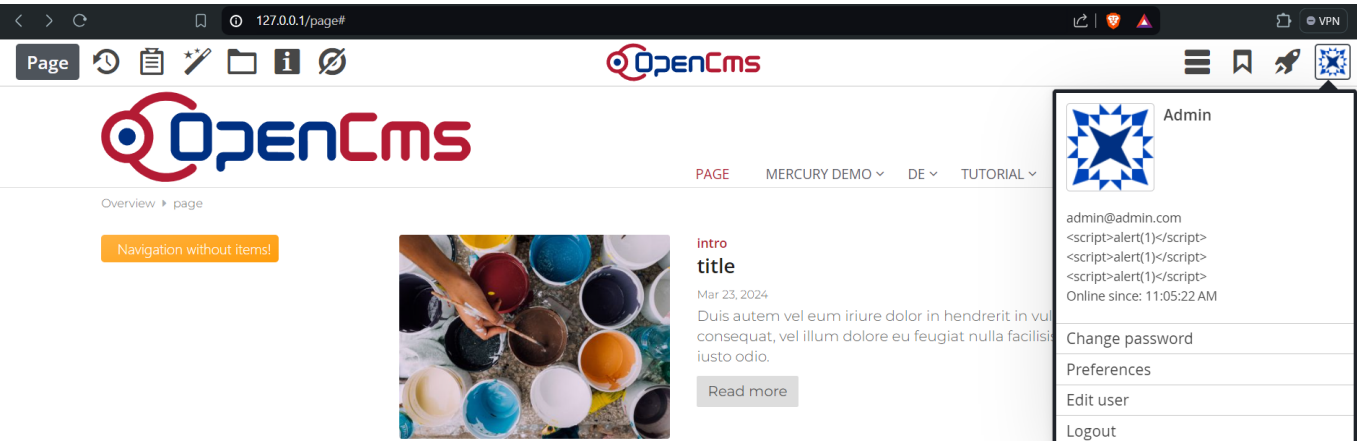 127.0.0.1/page#
VPN
Page
OpenCms
OpenCms
PAGE MERCURY DEMO DE TUTORIAL
Overview page
Navigation without items!
intro
title
Mar 23, 2024
Duis autem vel eum iriure dolor in hendrerit in vul
consequat, vel illum dolore eu feugiat nulla facilisis
iusto odio.
Read more
Admin
admin@admin.com
<script>alert(1)</script>
<script>alert(1)</script>
<script>alert(1)</script>
Online since: 11:05:22 AM
Change password
Preferences
Edit user
Logout